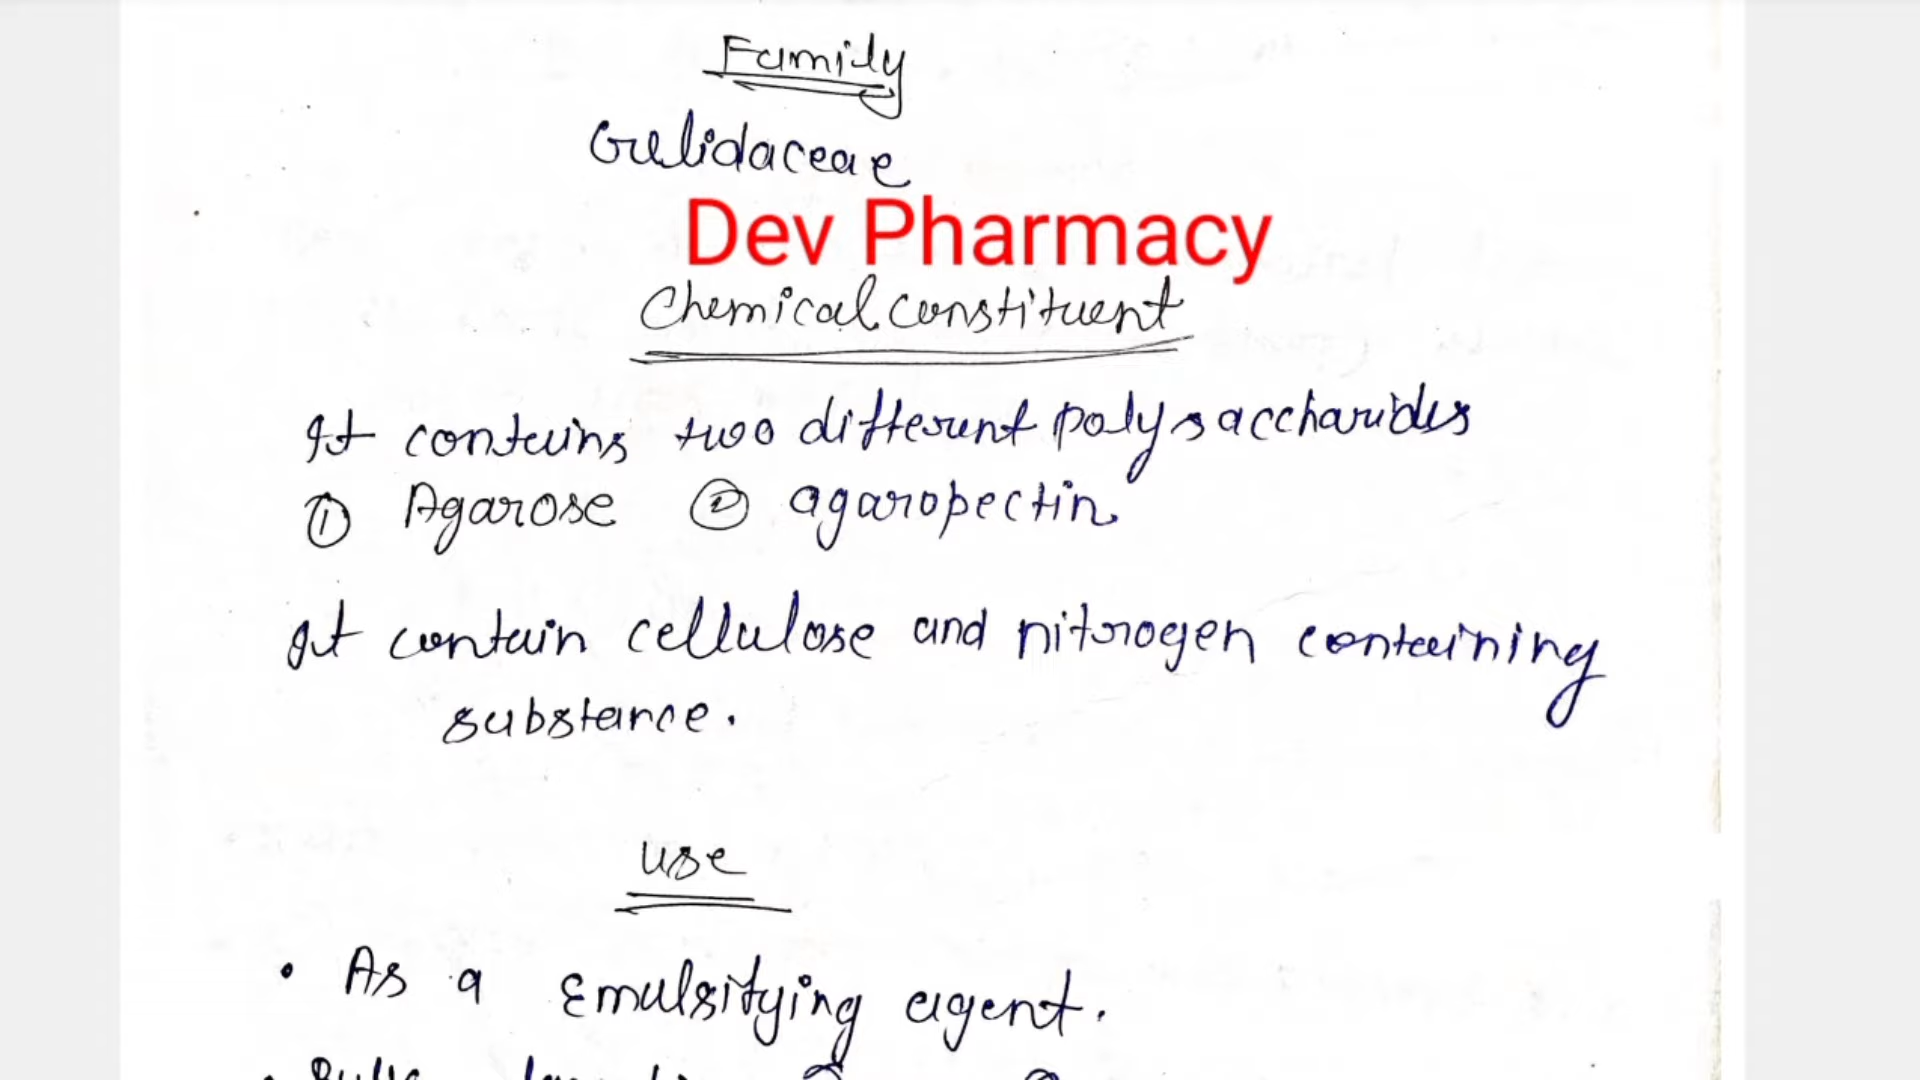 Family
Gelidaceae
Dev Pharmacy
Chemical constituent
It contains two different polysaccharides
① Agarose ② agaropectin.
It contain cellulose and nitrogen containing
substance.
use
• As a Emulsifying agent.
• Bulk